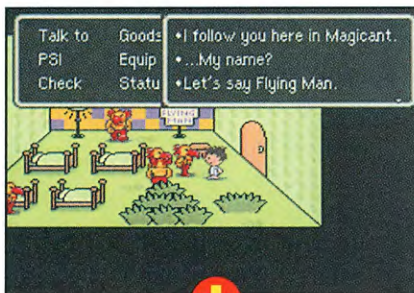 Talk to Goods
PSI Equip
Check Statu
•I follow you here in Magicant.
•...My name?
•Let's say Flying Man.
FLYING
MAN